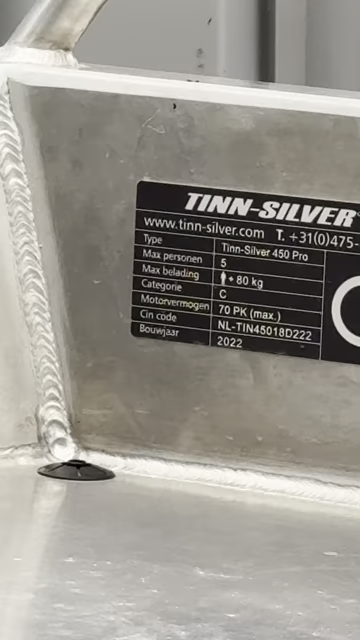 TINN-SILVER
www.tinn-silver.com T. +31(0)475-
Type Tinn-Silver 450 Pro
Max personen 5
Max belading + 80 kg
Categorie C
Motorvermogen 70 PK (max.)
Cin code NL-TIN45018D222
Bouwjaar 2022